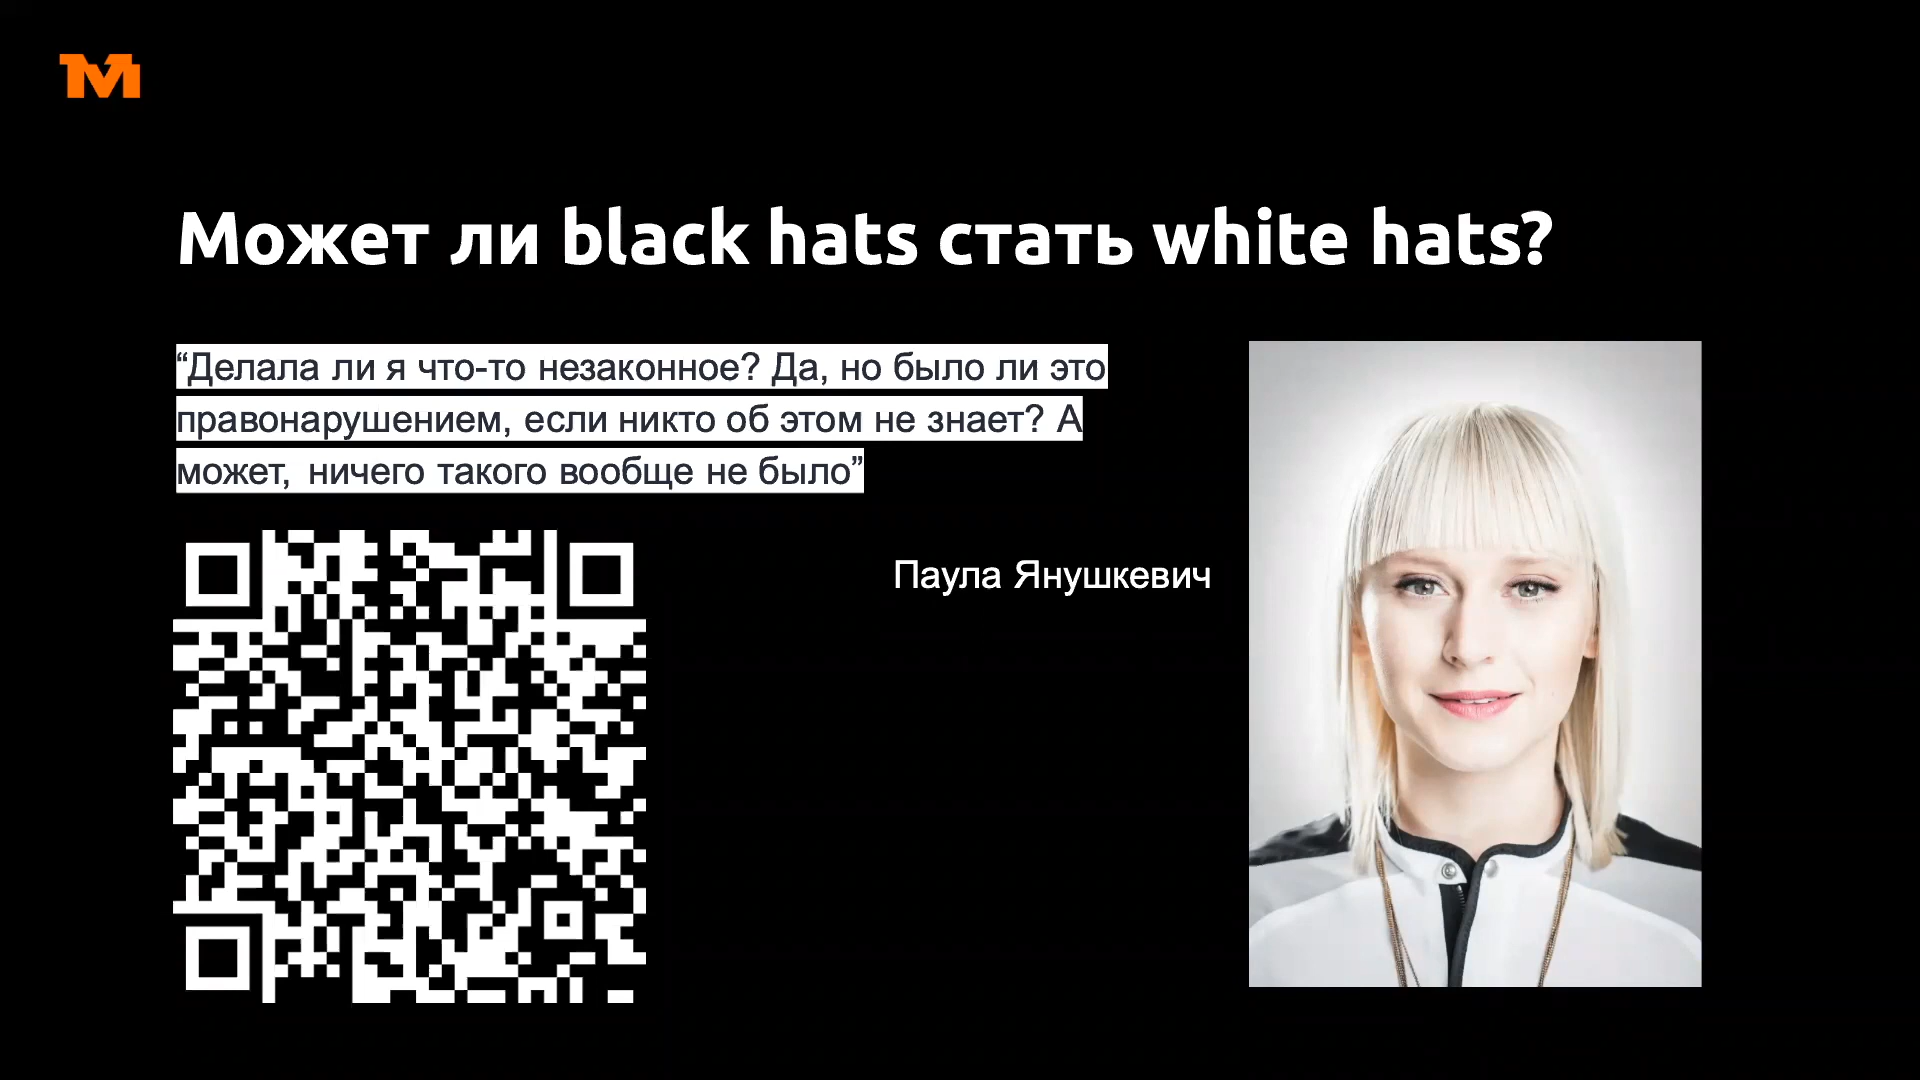 Может ли black hats стать white hats?
“Делала ли я что-то незаконное? Да, но было ли это
правонарушением, если никто об этом не знает? А
может, ничего такого вообще не было”
Паула Янушкевич